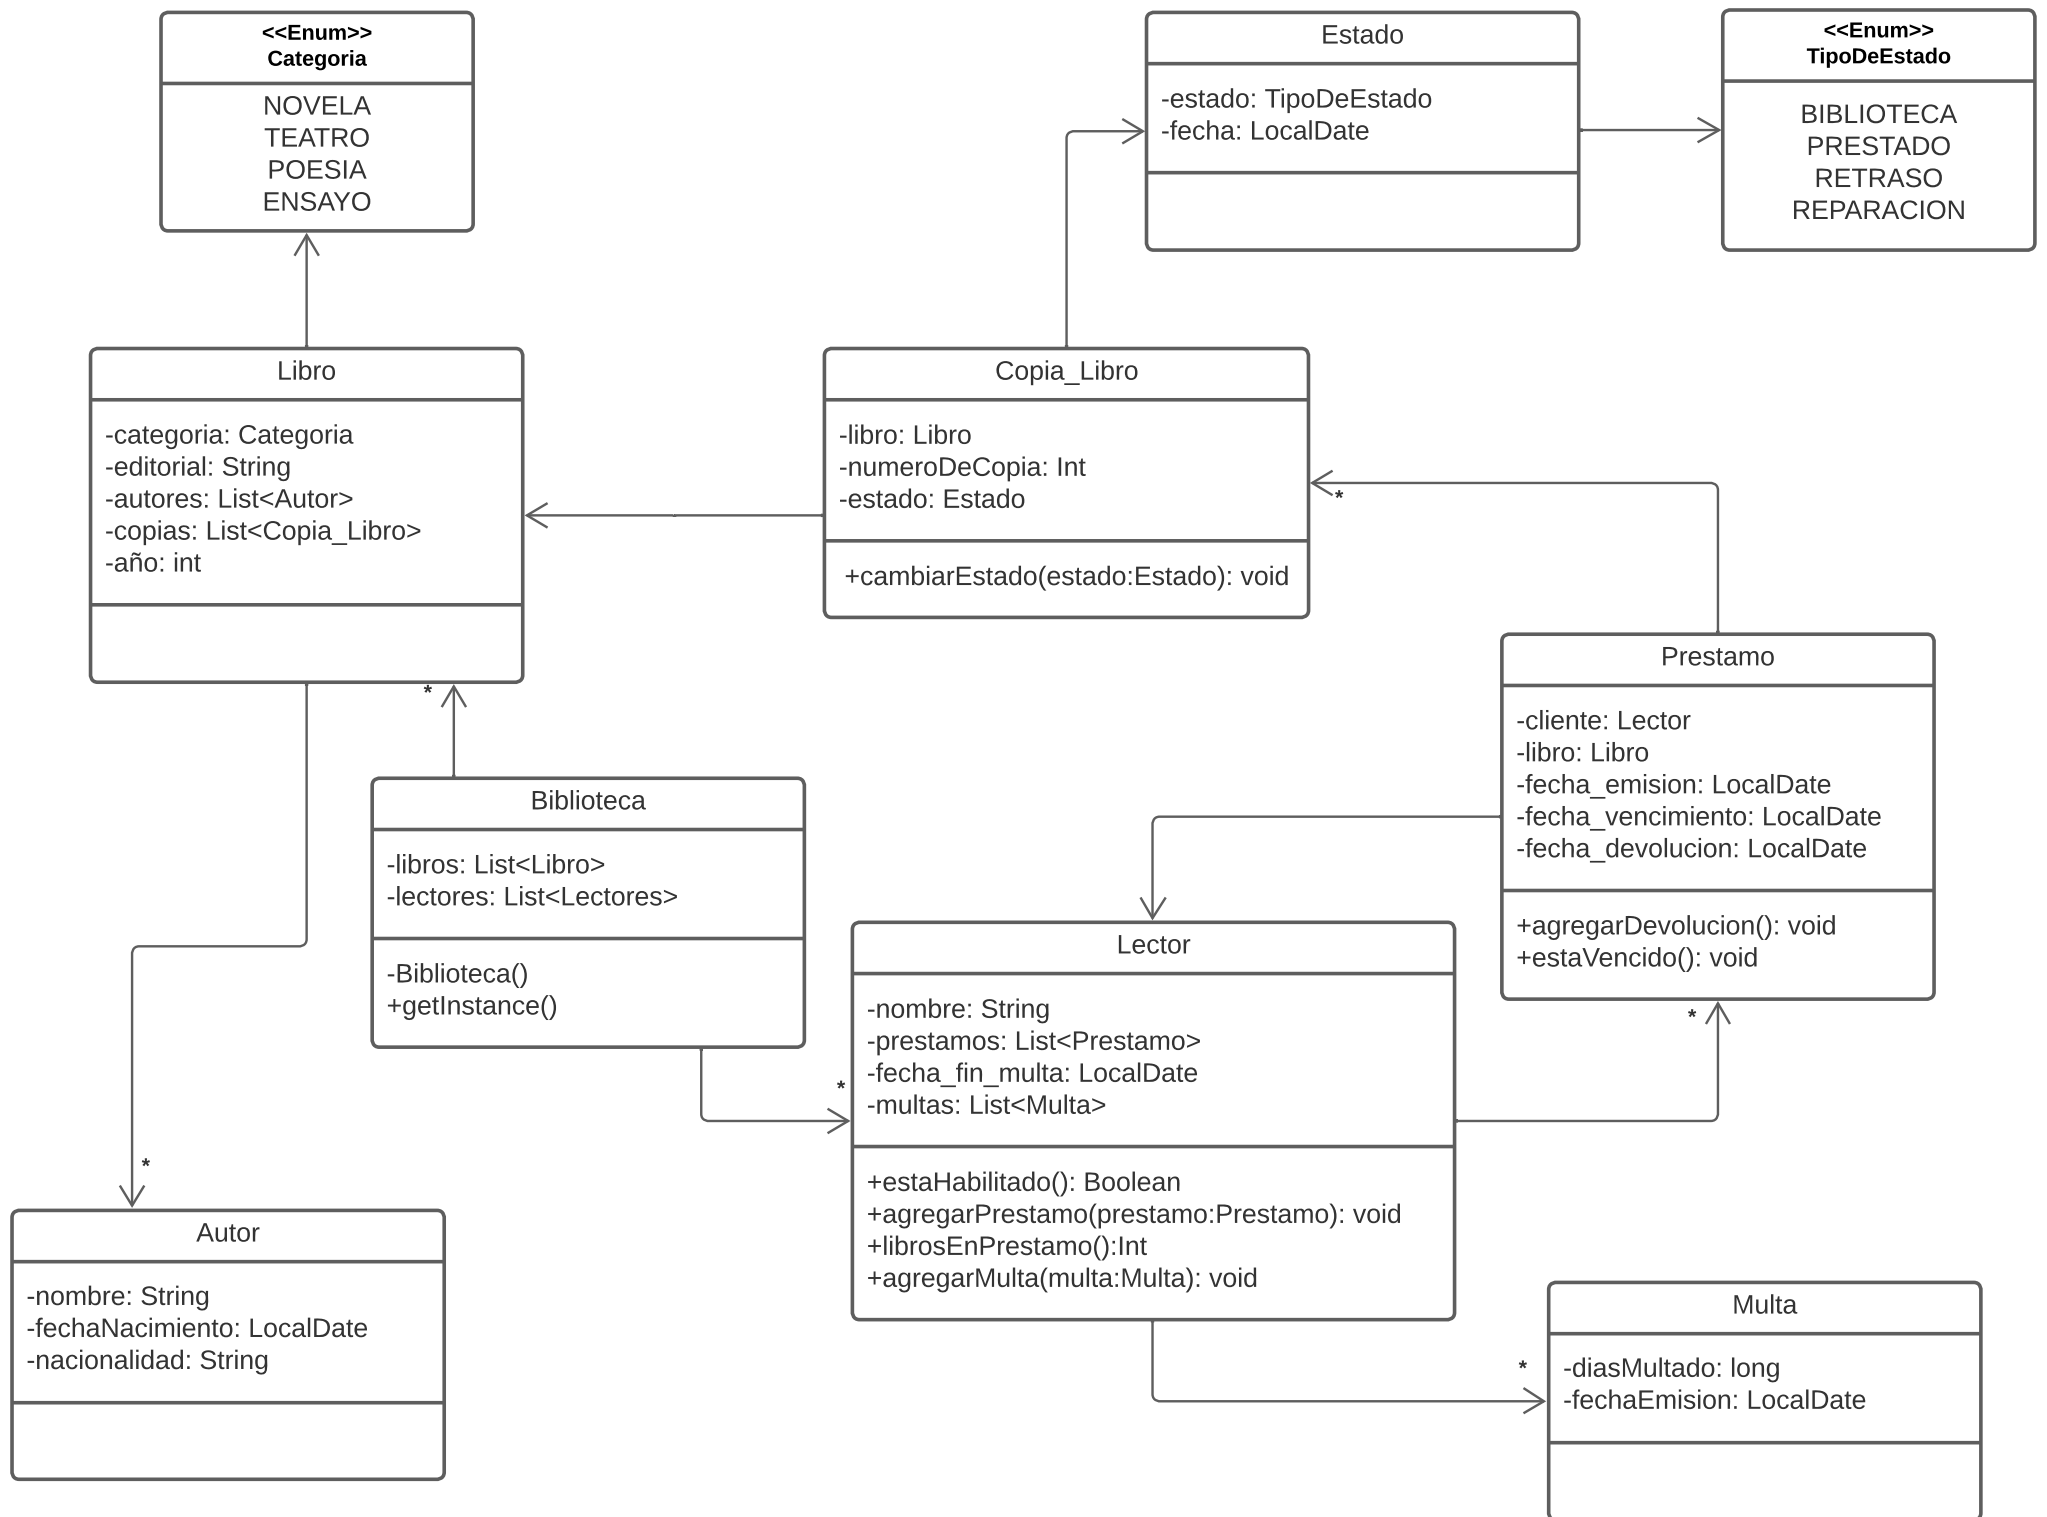 <<Enum>>
Categoria
NOVELA
TEATRO
POESIA
ENSAYO
Estado
-estado: TipoDeEstado
-fecha: LocalDate
<<Enum>>
TipoDeEstado
BIBLIOTECA
PRESTADO
RETRASO
REPARACION
Libro
-categoria: Categoria
-editorial: String
-autores: List<Autor>
-copias: List<Copia_Libro>
-año: int
*
Copia_Libro
-libro: Libro
-numeroDeCopia: Int
-estado: Estado
+cambiarEstado(estado:Estado): void
*
Prestamo
-cliente: Lector
-libro: Libro
-fecha_emision: LocalDate
-fecha_vencimiento: LocalDate
-fecha_devolucion: LocalDate
+agregarDevolucion(): void
+estaVencido(): void
*
Biblioteca
-libros: List<Libro>
-lectores: List<Lectores>
-Biblioteca()
+getInstance()
*
Lector
-nombre: String
-prestamos: List<Prestamo>
-fecha_fin_multa: LocalDate
-multas: List<Multa>
+estaHabilitado(): Boolean
+agregarPrestamo(prestamo:Prestamo): void
+librosEnPrestamo():Int
+agregarMulta(multa:Multa): void
*
Autor
-nombre: String
-fechaNacimiento: LocalDate
-nacionalidad: String
*
Multa
-diasMultado: long
-fechaEmision: LocalDate